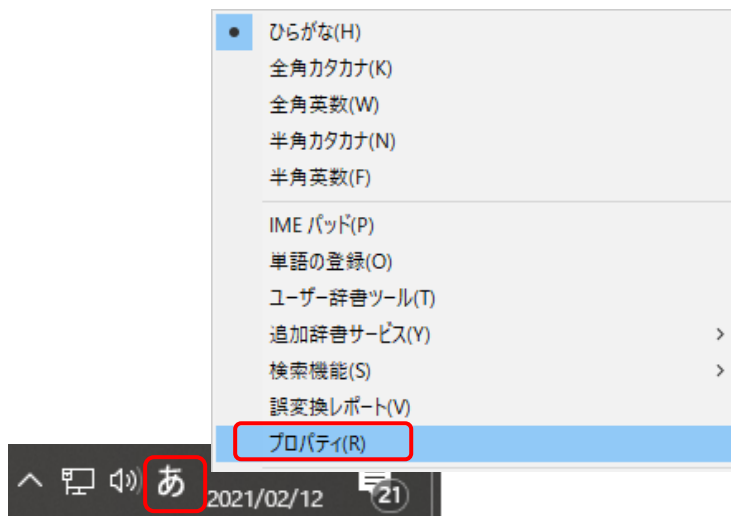 ひらがな(H)
全角カタカナ(K)
全角英数(W)
半角カタカナ(N)
半角英数(F)
IME パッド(P)
単語の登録(O)
ユーザー辞書ツール(T)
追加辞書サービス(Y)
検索機能(S)
誤変換レポート(V)
プロパティ(R)
あ
2021/02/12
21